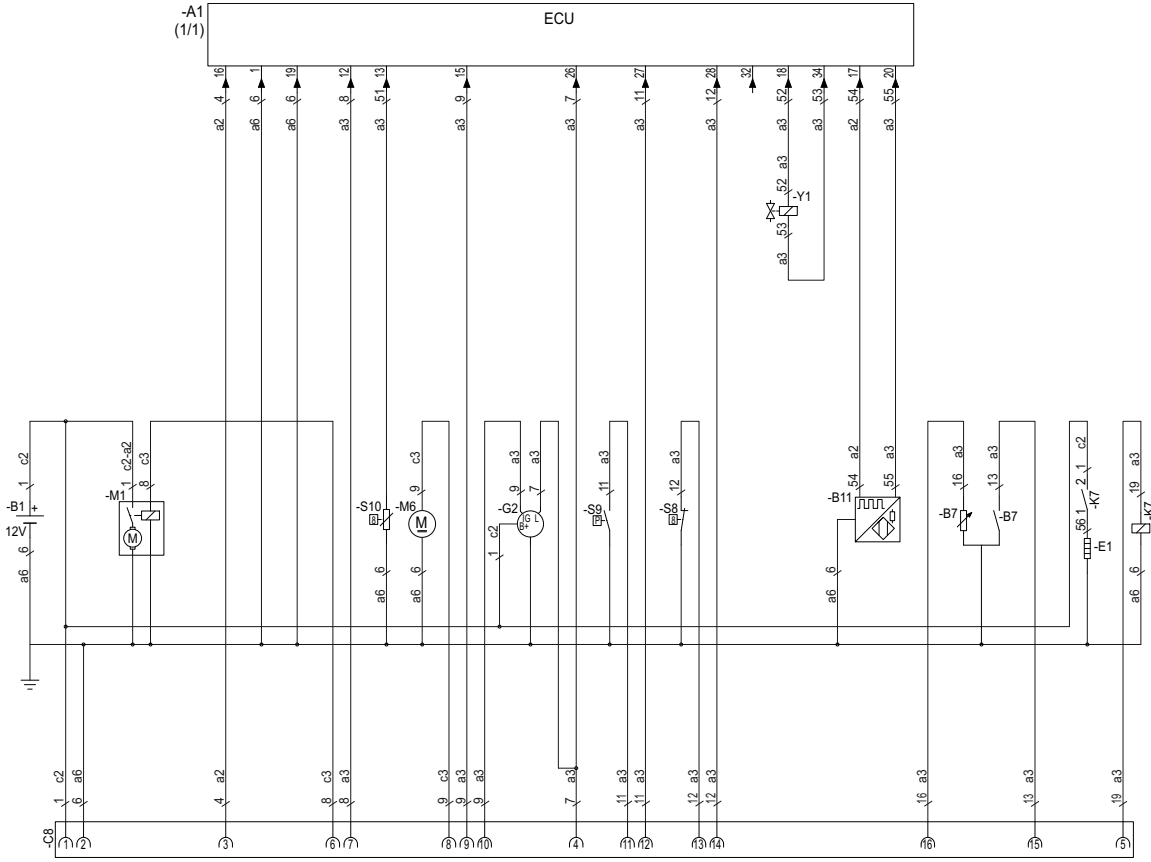 -A1
(1/1)
ECU
16 1 19 12 13 15 26 27 28 32 18 34 17 20
4 6 6 8 51 9 7 11 12 52 53 54 55
a2 a6 a6 a3 a3 a3 a3 a3 a3 a3 a3 a2 a3
a3
52
-Y1
53
a3
c2 c2-a2 c3 c3 a3 a3 a3 a3 a2 a3 a3 a3 c2 a3
1 1 8 9 9 7 11 12 54 55 16 13 1 19
-B1 +
12V
-M1
M
-S10
-M6
M
-G2
IG L
B+
-S9
P
-S8
-B11
-B7
-B7
2
-K7
1
56
-E1
-K7
c2
1
6 6 6 6 6
a6 a6 a6 a6 a6
c2 a6 a2 c3 a3 c3 a3 a3 a3 a3 a3 a3 a3 a3 a3 a3
1 6 4 8 8 9 9 9 7 11 11 12 12 16 13 19
-C8
1 2 3 6 7 8 9 10 4 11 12 13 14 16 15 5